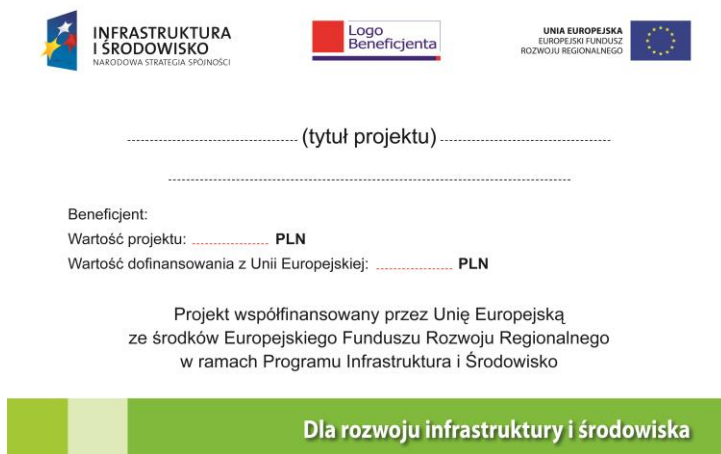 INFRASTRUKTURA
I ŚRODOWISKO
NARODOWA STRATEGIA SPÓJNOŚCI
Logo
Beneficjenta
UNIA EUROPEJSKA
EUROPEJSKI FUNDUSZ
ROZWOJU REGIONALNEGO
(tytuł projektu)
Beneficjent:
Wartość projektu: PLN
Wartość dofinansowania z Unii Europejskiej: PLN
Projekt współfinansowany przez Unię Europejską
ze środków Europejskiego Funduszu Rozwoju Regionalnego
w ramach Programu Infrastruktura i Środowisko
Dla rozwoju infrastruktury i środowiska